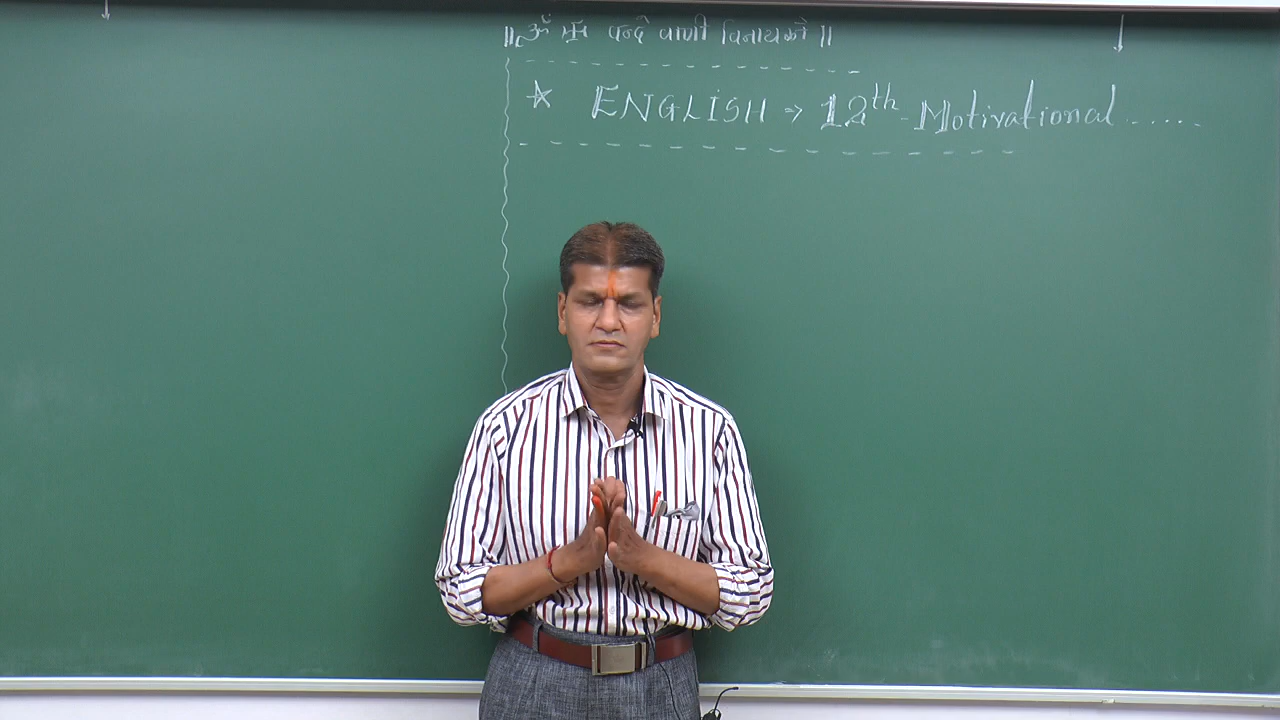 ॥ ॐ वन्दे वाणी विनायकौ ॥
* ENGLISH → 12th - Motivational ......